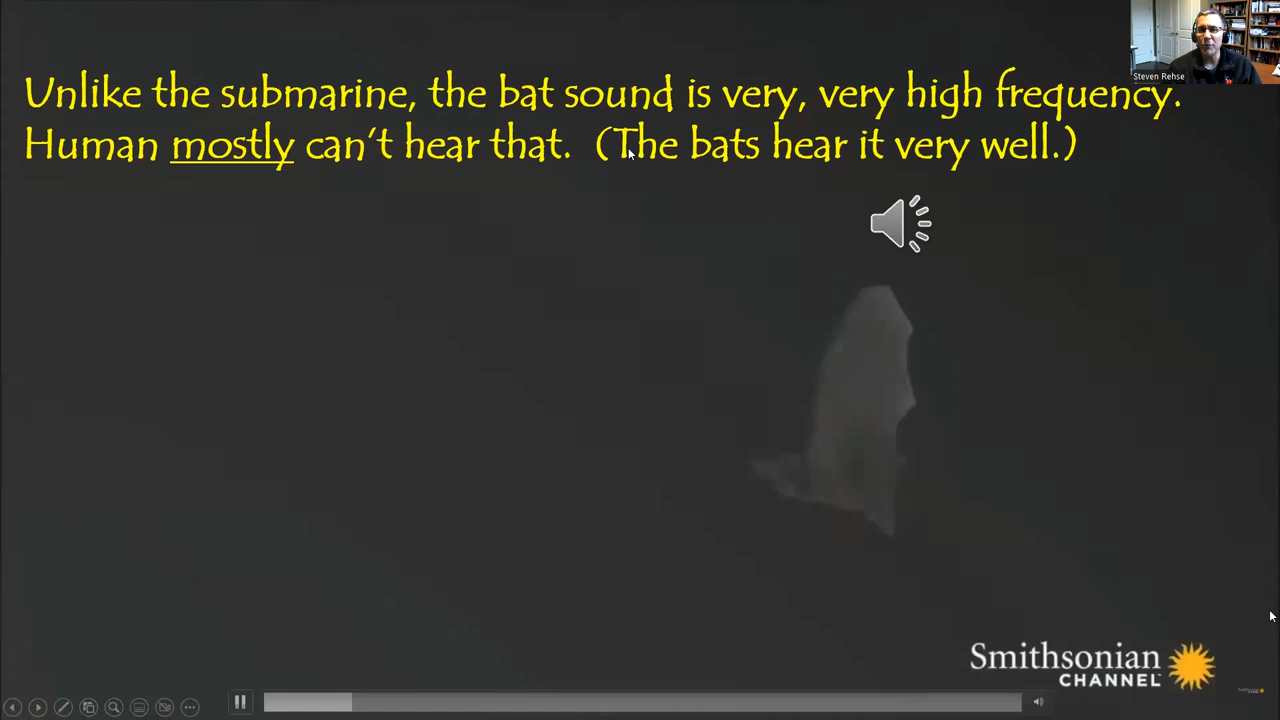 Steven Rehse
Unlike the submarine, the bat sound is very, very high frequency.
Human mostly can't hear that. (The bats hear it very well.)
Smithsonian
CHANNEL